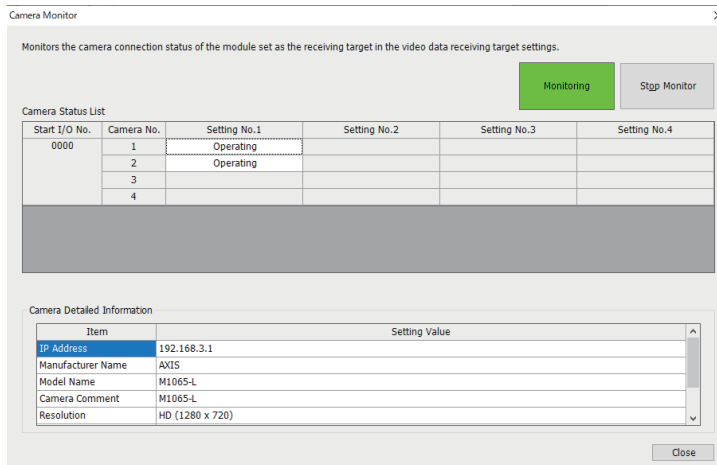 Camera Monitor
Monitors the camera connection status of the module set as the receiving target in the video data receiving target settings.
Monitoring
Stop Monitor
Camera Status List
Start I/O No. Camera No. Setting No.1 Setting No.2 Setting No.3 Setting No.4
0000 1 Operating
2 Operating
3
4
Camera Detailed Information
Item Setting Value
IP Address 192.168.3.1
Manufacturer Name AXIS
Model Name M1065-L
Camera Comment M1065-L
Resolution HD (1280 x 720)
Close